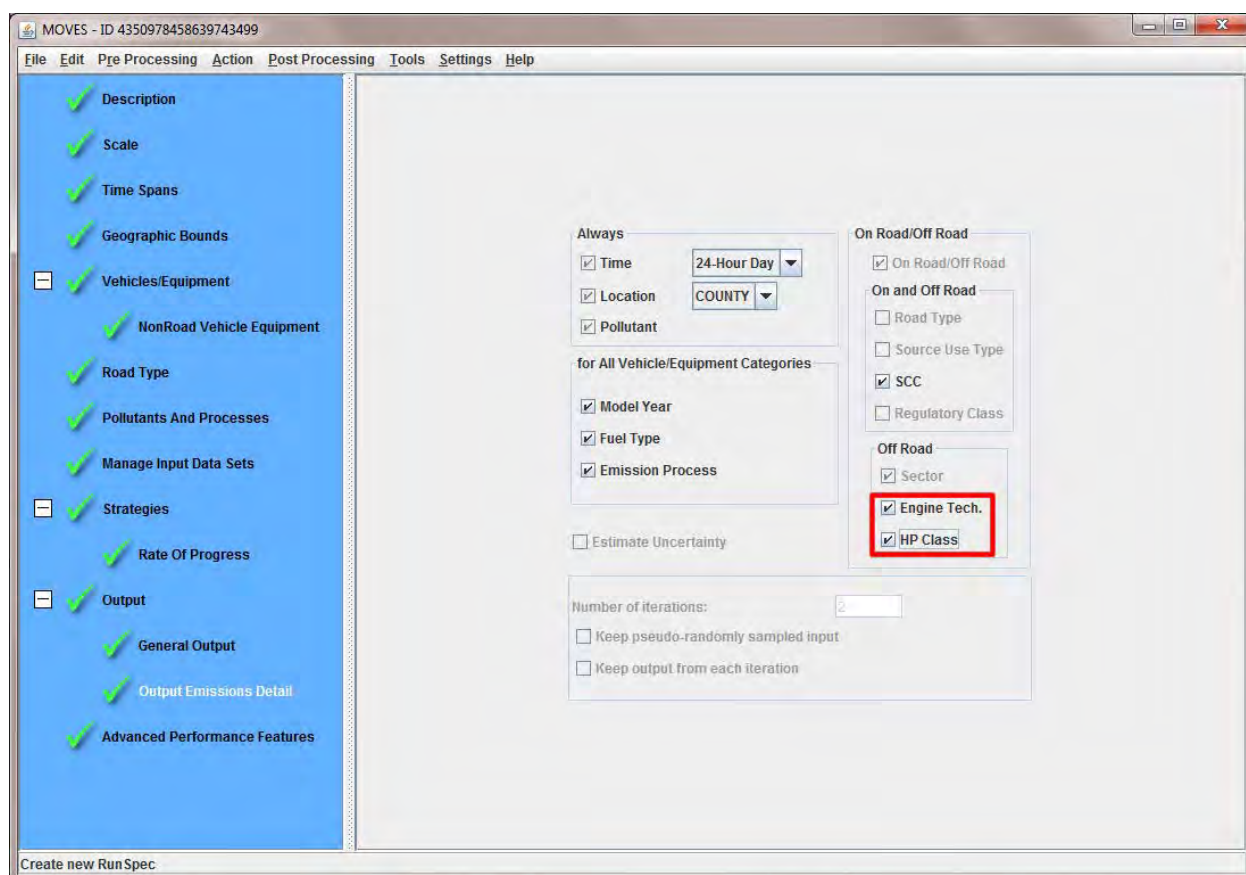 MOVES - ID 4350978458639743499
File Edit Pre Processing Action Post Processing Tools Settings Help
Description
Scale
Time Spans
Geographic Bounds
Vehicles/Equipment
NonRoad Vehicle Equipment
Road Type
Pollutants And Processes
Manage Input Data Sets
Strategies
Rate Of Progress
Output
General Output
Output Emissions Detail
Advanced Performance Features
Always
Time 24-Hour Day
Location COUNTY
Pollutant
for All Vehicle/Equipment Categories
Model Year
Fuel Type
Emission Process
Estimate Uncertainty
On Road/Off Road
On Road/Off Road
On and Off Road
Road Type
Source Use Type
SCC
Regulatory Class
Off Road
Sector
Engine Tech.
HP Class
Number of iterations: 2
Keep pseudo-randomly sampled input
Keep output from each iteration
Create new RunSpec